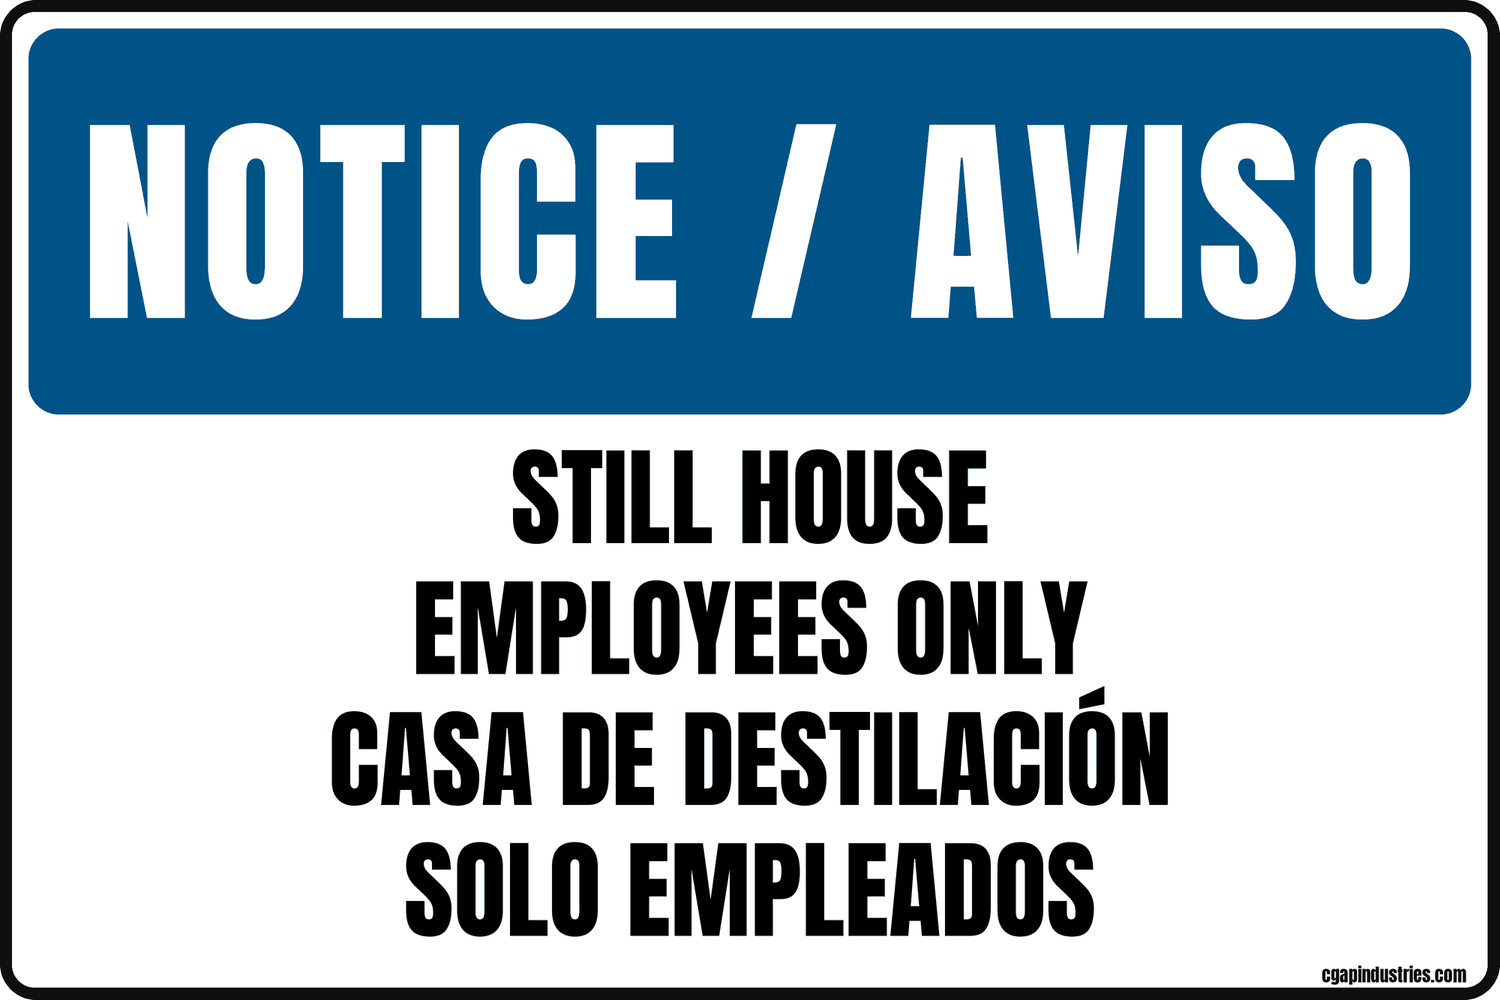 NOTICE / AVISO
STILL HOUSE
EMPLOYEES ONLY
CASA DE DESTILACIÓN
SOLO EMPLEADOS
cgapindustries.com